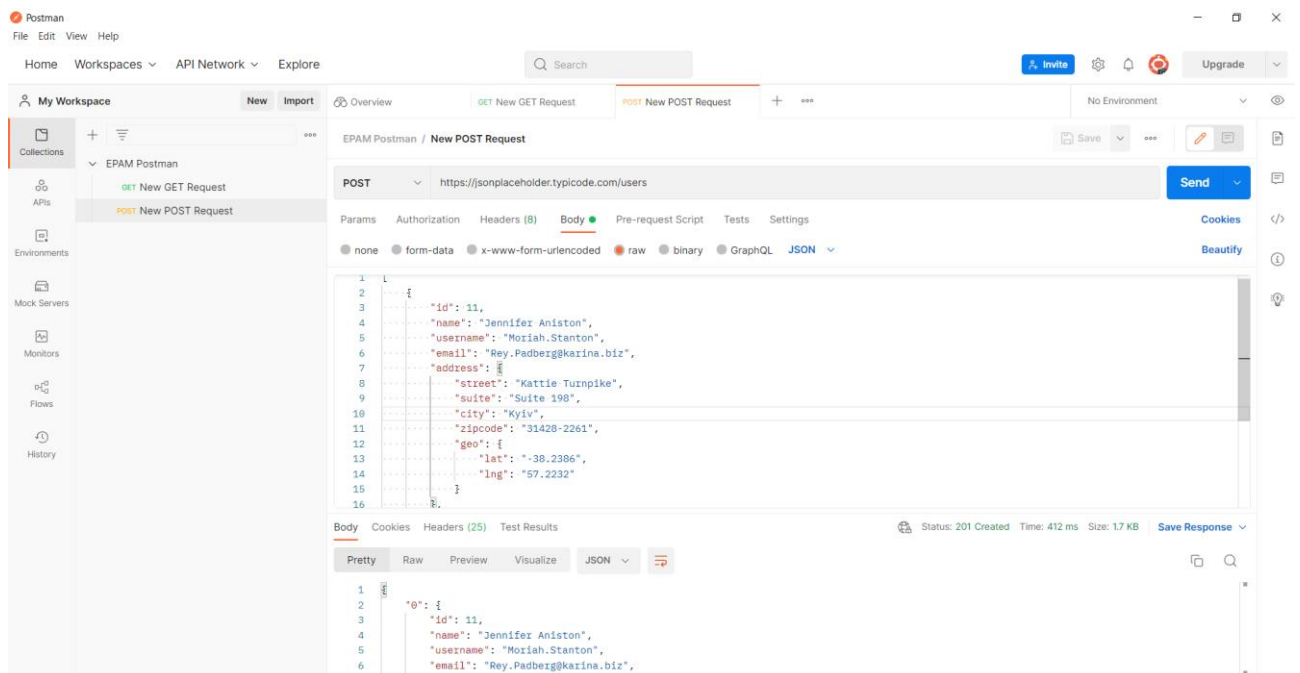 Postman
File Edit View Help
Home Workspaces API Network Explore
Search
Invite
Upgrade
My Workspace New Import
Overview GET New GET Request POST New POST Request No Environment
Collections
EPAM Postman
GET New GET Request
POST New POST Request
APIs
Environments
Mock Servers
Monitors
Flows
History
EPAM Postman / New POST Request Save
POST https://jsonplaceholder.typicode.com/users Send
Params Authorization Headers (8) Body Pre-request Script Tests Settings Cookies
none form-data x-www-form-urlencoded raw binary GraphQL JSON Beautify
1 [
2 {
3 "id": 11,
4 "name": "Jennifer Aniston",
5 "username": "Moriah.Stanton",
6 "email": "Rey.Padberg@karina.biz",
7 "address": {
8 "street": "Kattie Turnpike",
9 "suite": "Suite 198",
10 "city": "Kyiv",
11 "zipcode": "31428-2261",
12 "geo": {
13 "lat": "-38.2386",
14 "lng": "57.2232"
15 }
16 },
Body Cookies Headers (25) Test Results Status: 201 Created Time: 412 ms Size: 1.7 KB Save Response
Pretty Raw Preview Visualize JSON
1 {
2 "0": {
3 "id": 11,
4 "name": "Jennifer Aniston",
5 "username": "Moriah.Stanton",
6 "email": "Rey.Padberg@karina.biz",